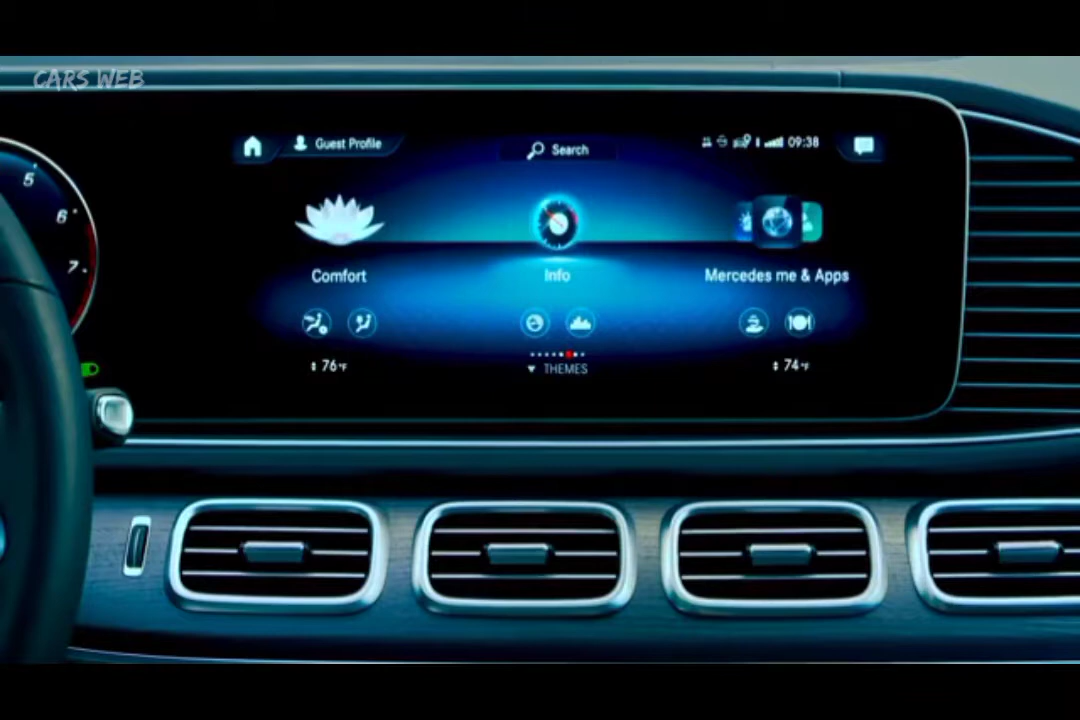 CARS WEB
Guest Profile
Search
09:38
5
6
7
Comfort
Info
Mercedes me & Apps
76°F
74°F
THEMES